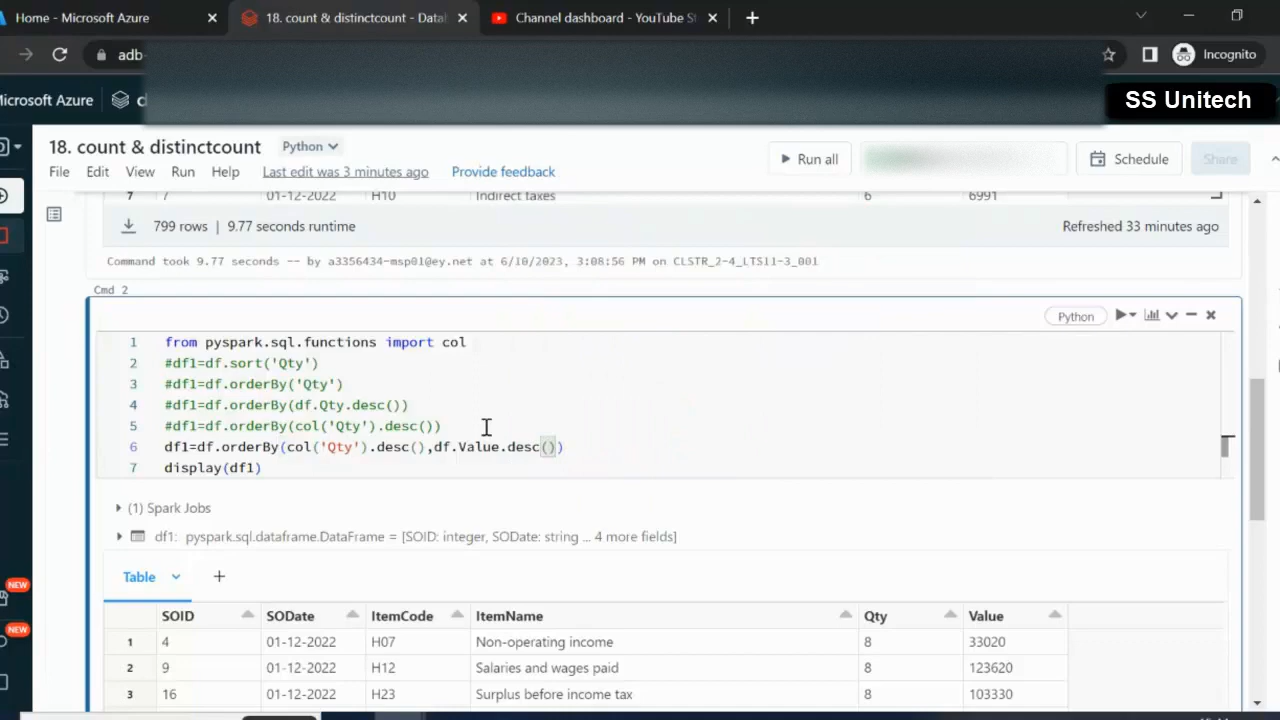 Home - Microsoft Azure
18. count & distinctcount - Data
Channel dashboard - YouTube St
adb-
Incognito
Microsoft Azure
SS Unitech
18. count & distinctcount
Python
Run all
Schedule
Share
File Edit View Run Help Last edit was 3 minutes ago Provide feedback
7 7 01-12-2022 H10 Indirect taxes 6 6991
799 rows | 9.77 seconds runtime
Refreshed 33 minutes ago
Command took 9.77 seconds -- by a3356434-msp01@ey.net at 6/10/2023, 3:08:56 PM on CLSTR_2-4_LTS11-3_001
Cmd 2
Python
1 from pyspark.sql.functions import col
2 #df1=df.sort('Qty')
3 #df1=df.orderBy('Qty')
4 #df1=df.orderBy(df.Qty.desc())
5 #df1=df.orderBy(col('Qty').desc())
6 df1=df.orderBy(col('Qty').desc(),df.Value.desc())
7 display(df1)
(1) Spark Jobs
df1: pyspark.sql.dataframe.DataFrame = [SOID: integer, SODate: string ... 4 more fields]
Table
SOID SODate ItemCode ItemName Qty Value
1 4 01-12-2022 H07 Non-operating income 8 33020
2 9 01-12-2022 H12 Salaries and wages paid 8 123620
3 16 01-12-2022 H23 Surplus before income tax 8 103330
NEW
NEW